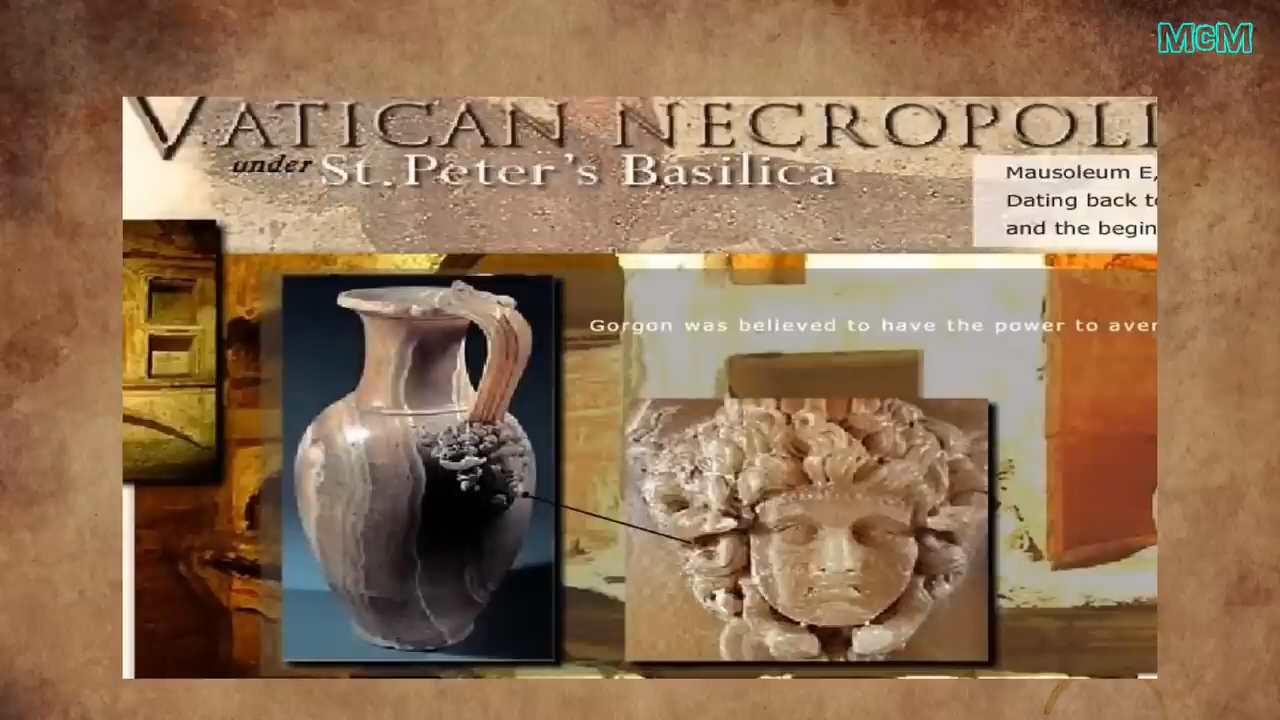 McM
VATICAN NECROPOLI
under St. Peter's Basilica
Mausoleum E,
Dating back to
and the begin
Gorgon was believed to have the power to aver